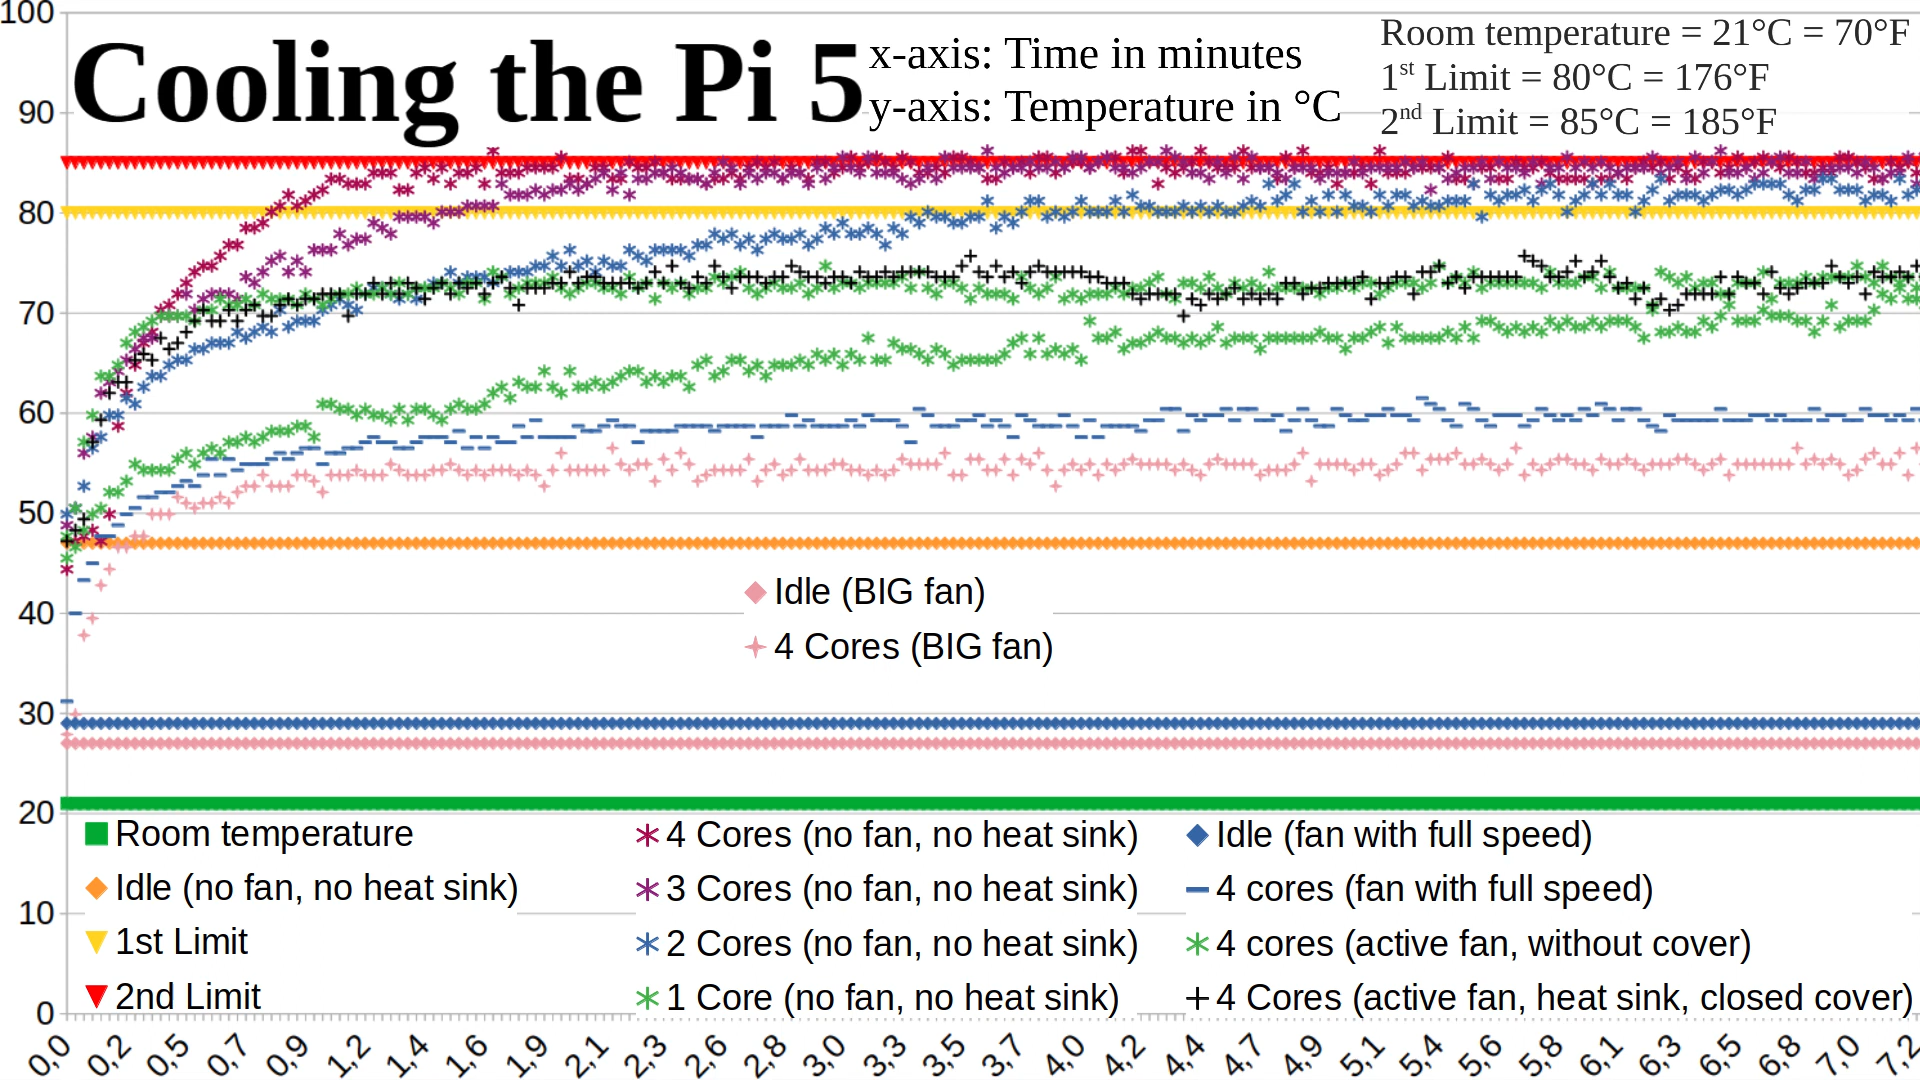 Cooling the Pi 5
x-axis: Time in minutes
y-axis: Temperature in °C
Room temperature = 21°C = 70°F
1st Limit = 80°C = 176°F
2nd Limit = 85°C = 185°F
100
90
80
70
60
50
40
30
20
10
0
Idle (BIG fan)
4 Cores (BIG fan)
Room temperature
Idle (no fan, no heat sink)
1st Limit
2nd Limit
4 Cores (no fan, no heat sink)
3 Cores (no fan, no heat sink)
2 Cores (no fan, no heat sink)
1 Core (no fan, no heat sink)
Idle (fan with full speed)
4 cores (fan with full speed)
4 cores (active fan, without cover)
4 Cores (active fan, heat sink, closed cover)
0,0 0,2 0,5 0,7 0,9 1,2 1,4 1,6 1,9 2,1 2,3 2,6 2,8 3,0 3,3 3,5 3,7 4,0 4,2 4,4 4,7 4,9 5,1 5,4 5,6 5,8 6,1 6,3 6,5 6,8 7,0 7,2